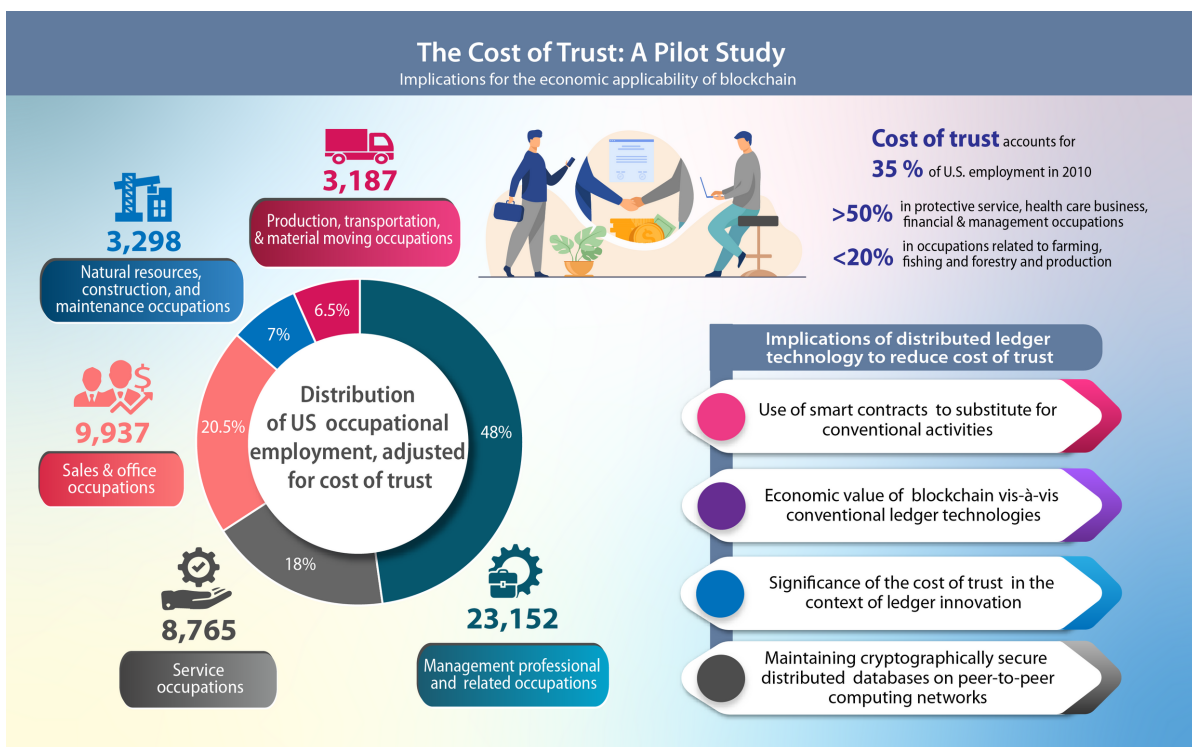 The Cost of Trust: A Pilot Study
Implications for the economic applicability of blockchain
3,187
Production, transportation,
& material moving occupations
3,298
Natural resources,
construction, and
maintenance occupations
9,937
Sales & office
occupations
8,765
Service
occupations
23,152
Management professional
and related occupations
6.5%
7%
20.5%
18%
48%
Distribution
of US occupational
employment, adjusted
for cost of trust
Cost of trust accounts for
35 % of U.S. employment in 2010
>50% in protective service, health care business,
financial & management occupations
<20% in occupations related to farming,
fishing and forestry and production
Implications of distributed ledger
technology to reduce cost of trust
Use of smart contracts to substitute for
conventional activities
Economic value of blockchain vis-à-vis
conventional ledger technologies
Significance of the cost of trust in the
context of ledger innovation
Maintaining cryptographically secure
distributed databases on peer-to-peer
computing networks